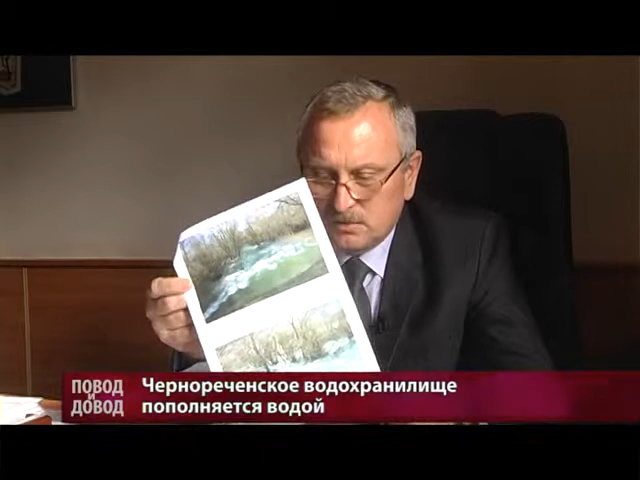 ПОВОД
И
ДОВОД
Чернореченское водохранилище
пополняется водой